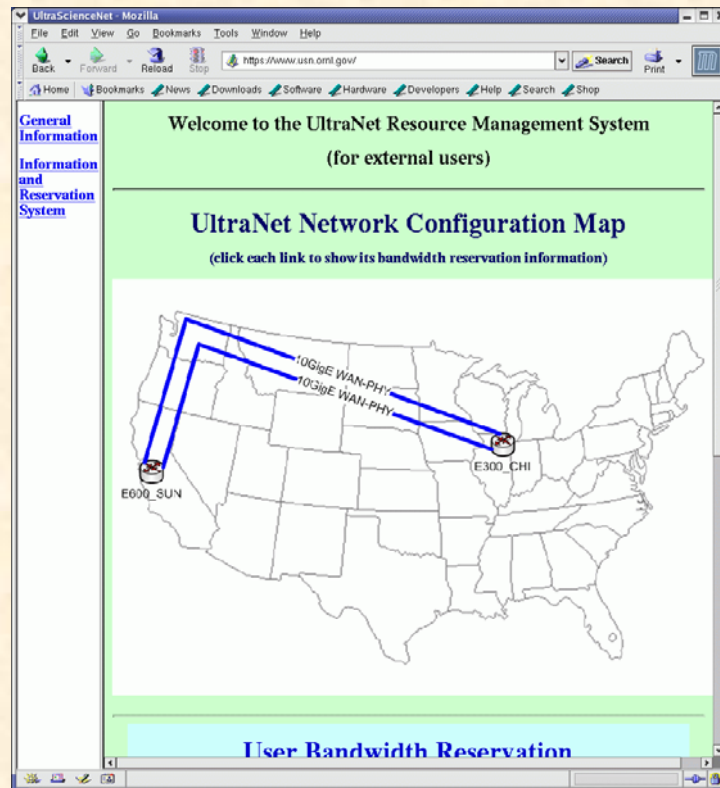 UltraScienceNet - Mozilla
File Edit View Go Bookmarks Tools Window Help
Back Forward Reload Stop https://www.usn.ornl.gov/ Search Print
Home Bookmarks News Downloads Software Hardware Developers Help Search Shop
General
Information
Information
and
Reservation
System
Welcome to the UltraNet Resource Management System
(for external users)
UltraNet Network Configuration Map
(click each link to show its bandwidth reservation information)
10GigE WAN-PHY
10GigE WAN-PHY
E300_CHI
E600_SUN
User Bandwidth Reservation